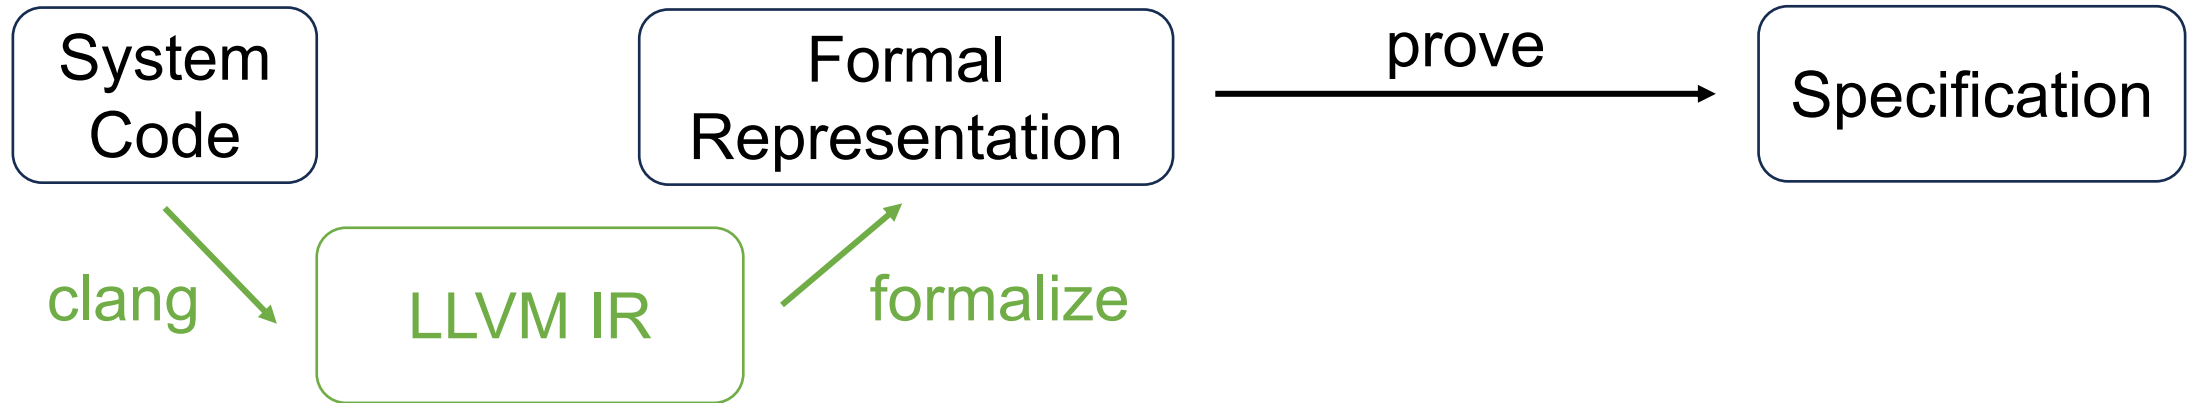 System
Code
Formal
Representation
prove
Specification
clang
LLVM IR
formalize